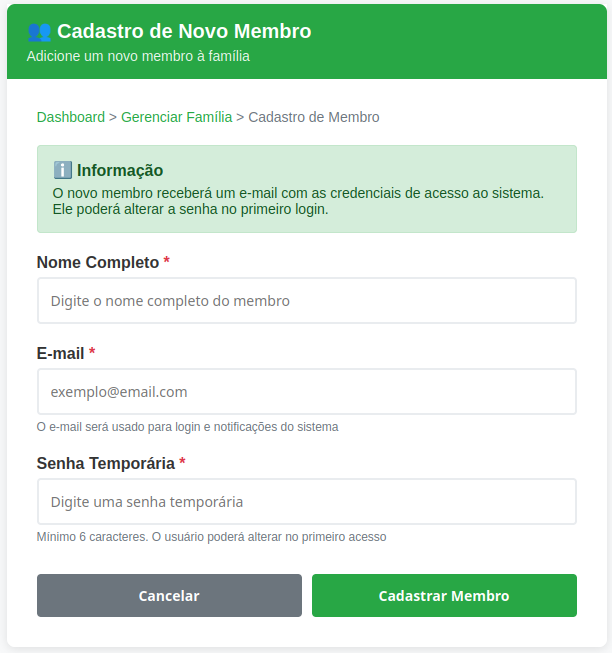 👥 Cadastro de Novo Membro
Adicione um novo membro à família
Dashboard > Gerenciar Família > Cadastro de Membro
ℹ️ Informação
O novo membro receberá um e-mail com as credenciais de acesso ao sistema.
Ele poderá alterar a senha no primeiro login.
Nome Completo *
Digite o nome completo do membro
E-mail *
exemplo@email.com
O e-mail será usado para login e notificações do sistema
Senha Temporária *
Digite uma senha temporária
Mínimo 6 caracteres. O usuário poderá alterar no primeiro acesso
Cancelar
Cadastrar Membro